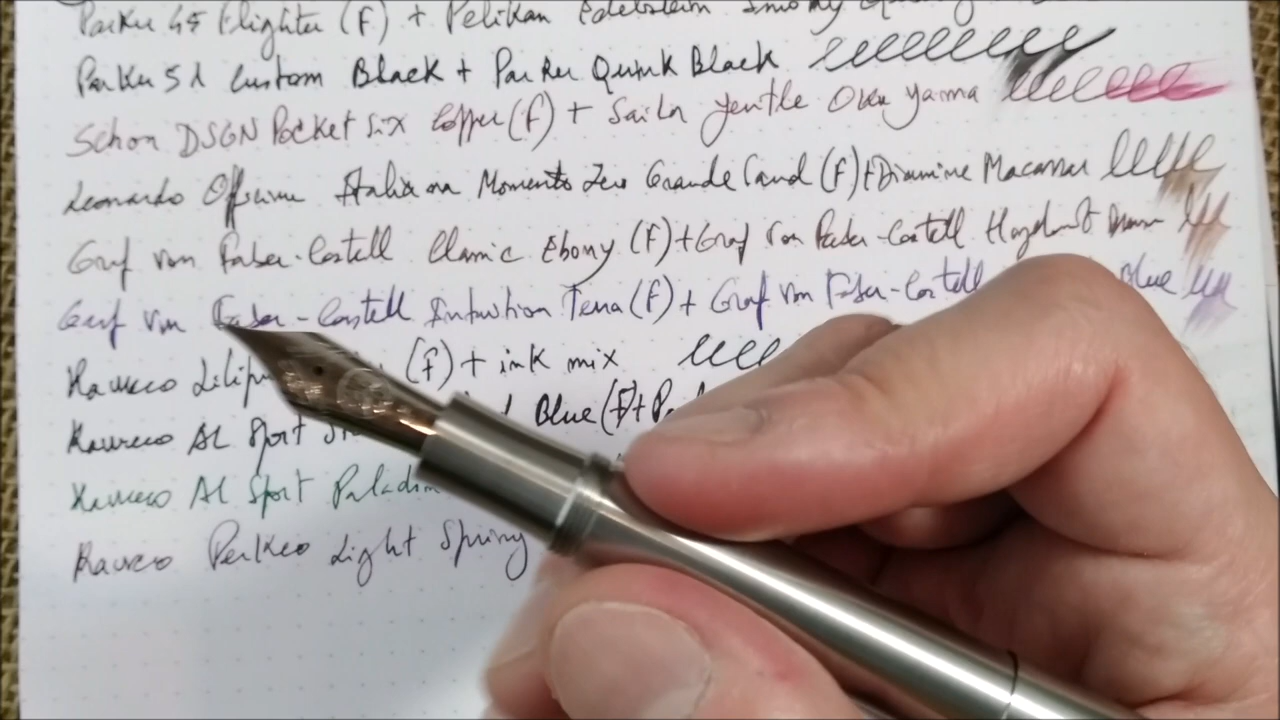 Parker 45 Flighter (F) + Pelikan Edelstein Smoky
Parker 51 Custom Black + Parker Quink Black
Schon DSGN Pocket Six Copper (F) + Sailor Jentle Oku Yama
Leonardo Officina Italiana Momento Zero Grande (F) + Diamine Macassar
Graf von Faber-Castell Classic Ebony (F) + Graf von Faber-Castell Hazelnut Brown
Graf von Faber-Castell Intuition Terra (F) + Graf von Faber-Castell Blue
Kaweco Lilip (F) + ink mix
Kaweco AL Sport Blue (F) +
Kaweco AL Sport
Kaweco Perkeo Light Spring